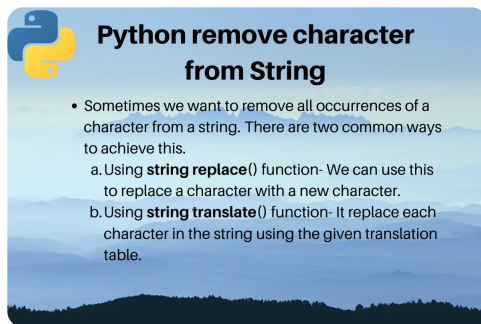 Python remove character
from String
• Sometimes we want to remove all occurrences of a
character from a string. There are two common ways
to achieve this.
a. Using string replace() function- We can use this
to replace a character with a new character.
b. Using string translate() function- It replace each
character in the string using the given translation
table.